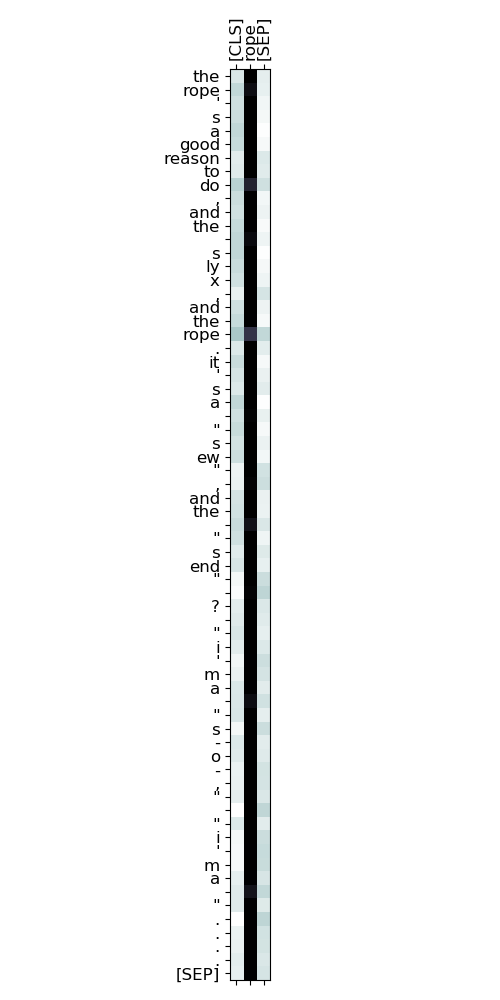 [CLS]
rope
[SEP]
the
rope
'
s
a
good
reason
to
do
,
and
the
s
ly
x
,
and
the
rope
.
it
'
s
a
"
s
ew
"
,
and
the
"
s
end
"
?
"
i
'
m
a
"
s
-
o
-
,
"
"
i
'
m
a
"
.
.
.
.
[SEP]